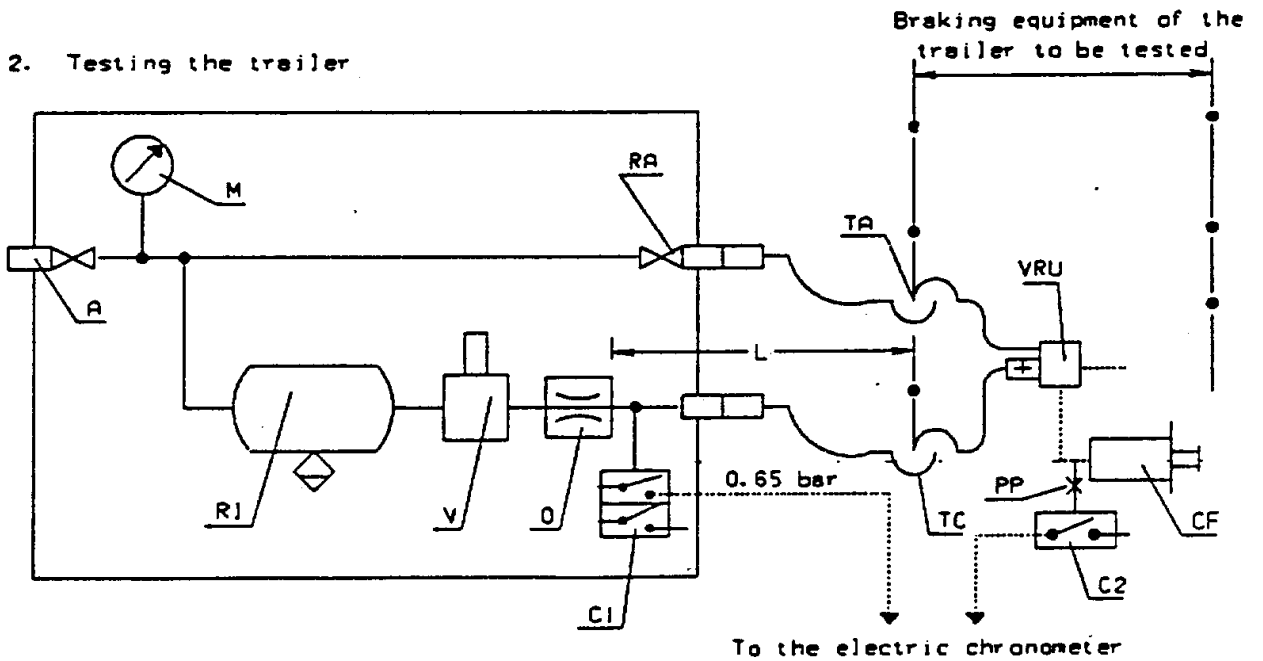 Braking equipment of the
trailer to be tested
2. Testing the trailer
M
RA
TA
VRU
A
L
R1
V
O
0.65 bar
PP
TC
CF
C2
C1
To the electric chronometer